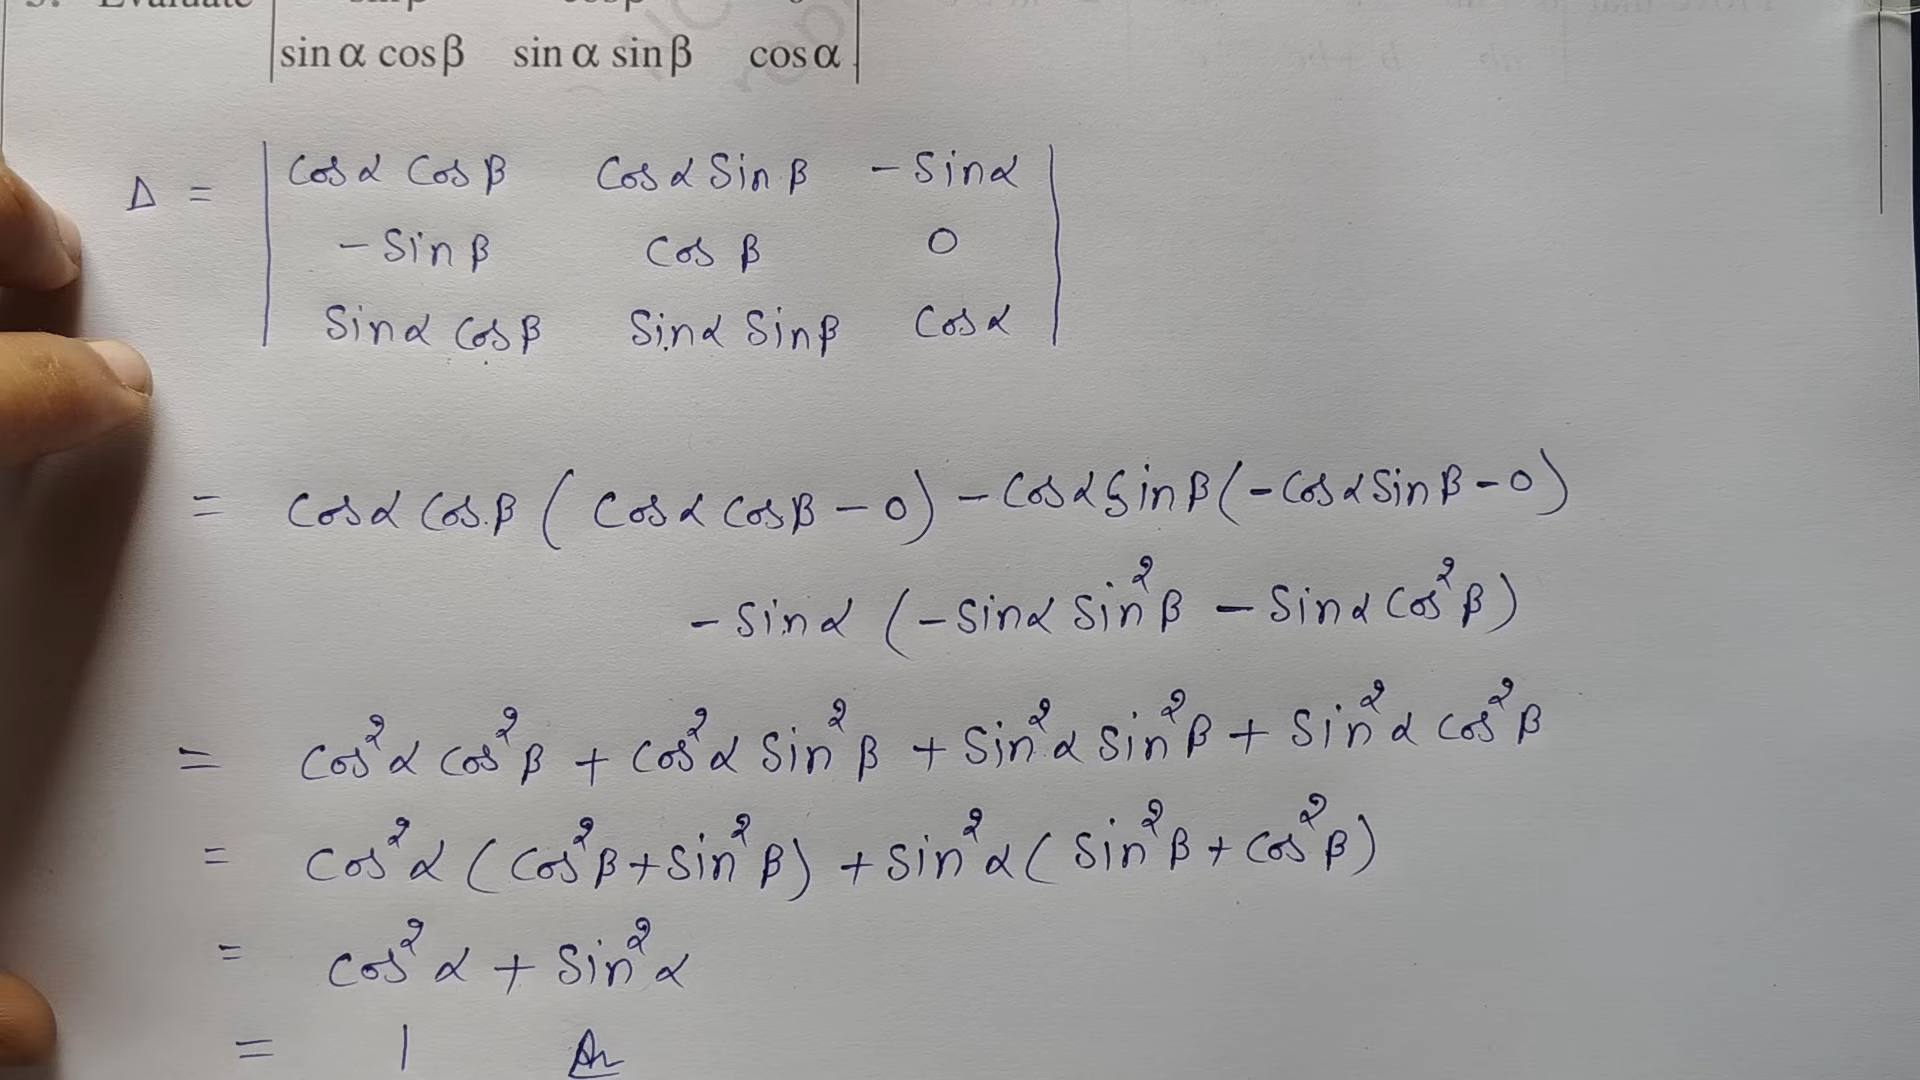 Evaluate
sin α cos β sin α sin β cos α
Δ = | Cos α Cos β Cos α Sin β - Sin α |
- Sin β Cos β 0
Sin α Cos β Sin α Sin β Cos α
= Cos α Cos β ( Cos α Cos β - 0 ) - Cos α Sin β ( - Cos α Sin β - 0 )
- Sin α ( - Sin α Sin² β - Sin α Cos² β )
= Cos² α Cos² β + Cos² α Sin² β + Sin² α Sin² β + Sin² α Cos² β
= Cos² α ( Cos² β + Sin² β ) + Sin² α ( Sin² β + Cos² β )
= Cos² α + Sin² α
= 1 An